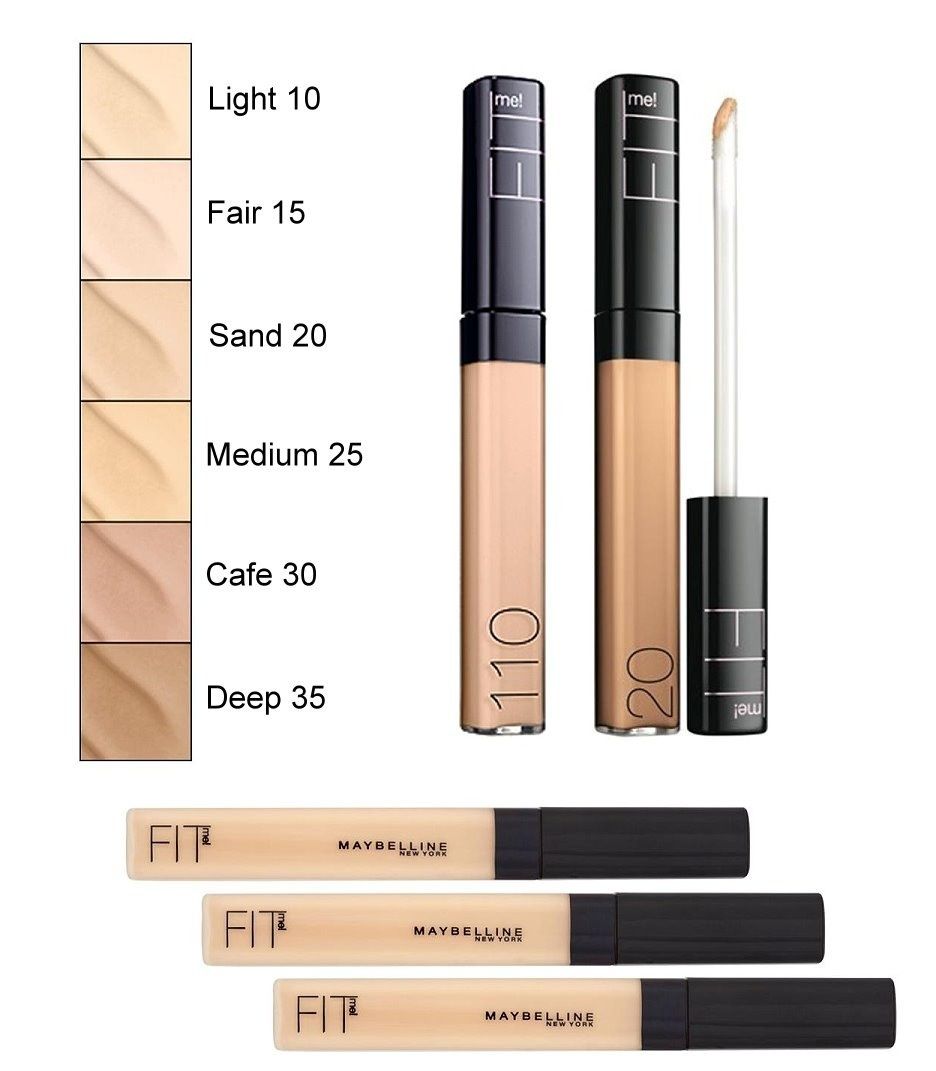 Light 10
Fair 15
Sand 20
Medium 25
Cafe 30
Deep 35
FIT me!
110
FIT me!
20
FIT me!
FIT me!
MAYBELLINE
NEW YORK
FIT me!
MAYBELLINE
NEW YORK
FIT me!
MAYBELLINE
NEW YORK